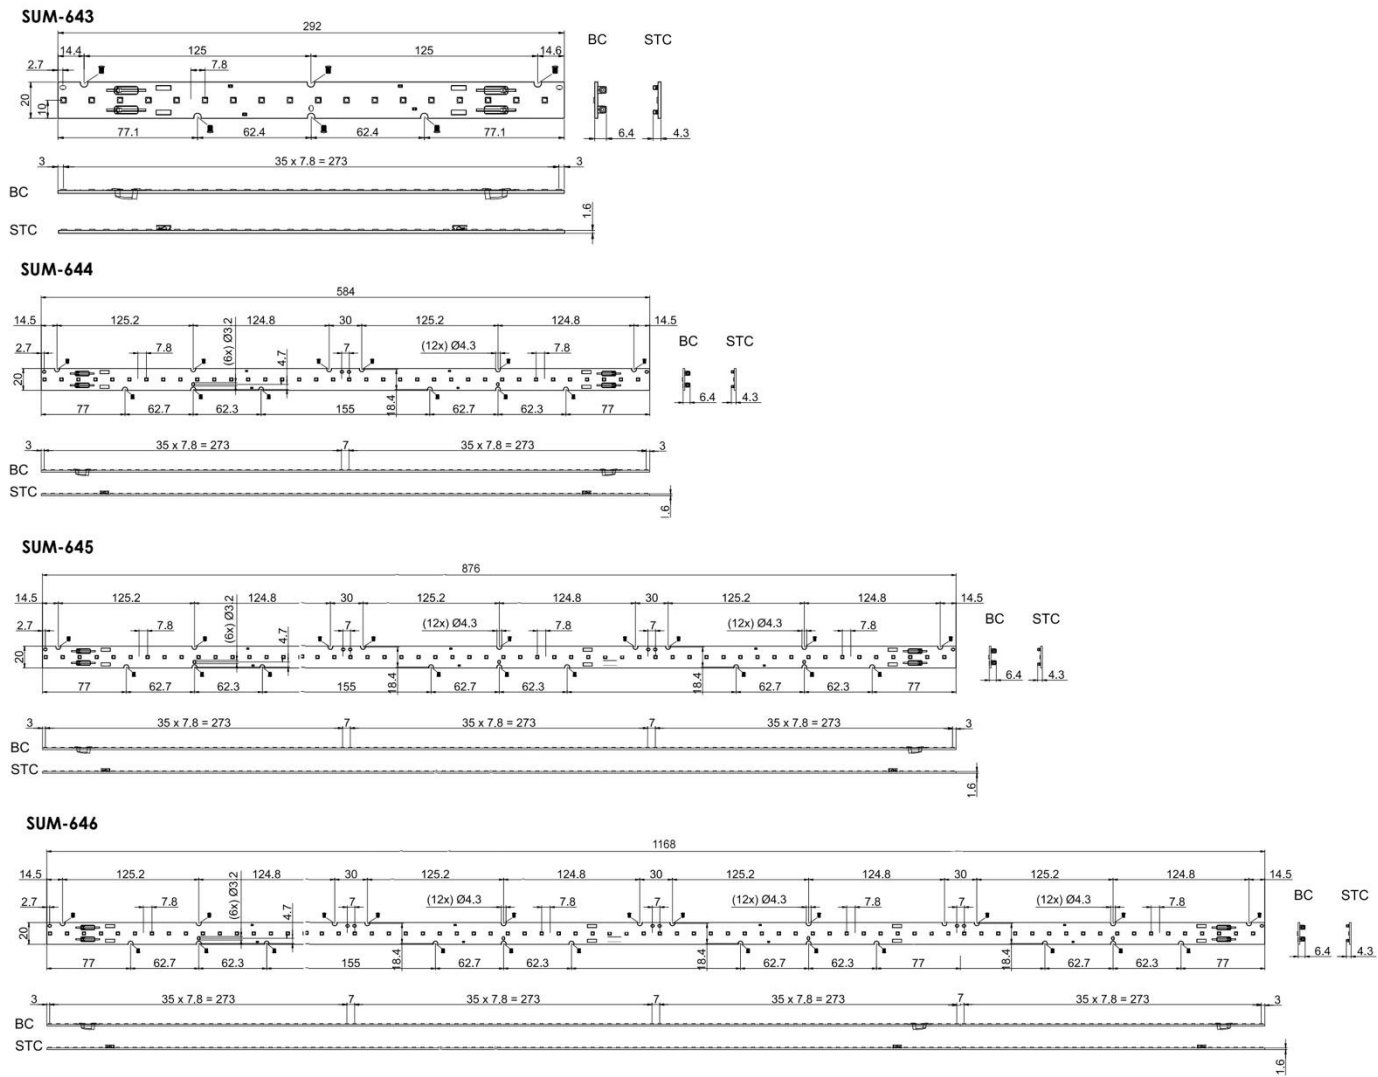 SUM-643
292
BC STC
14.4 125 125 14.6
2.7 7.8
20
10
6.4 4.3
77.1 62.4 62.4 77.1
3 35 x 7.8 = 273 3
BC
1.6
STC
SUM-644
584
14.5 125.2 124.8 30 125.2 124.8 14.5
BC STC
2.7 7.8 (6x) Ø3.2 4.7 7 (12x) Ø4.3 7.8
20
6.4 4.3
77 62.7 62.3 155 18.4 62.7 62.3 77
3 35 x 7.8 = 273 7 35 x 7.8 = 273 3
BC
STC
SUM-645
876
14.5 125.2 124.8 30 125.2 124.8 30 125.2 124.8 14.5
BC STC
2.7 7.8 (6x) Ø3.2 4.7 7 (12x) Ø4.3 7.8 7 (12x) Ø4.3 7.8
20
6.4 4.3
77 62.7 62.3 155 18.4 62.7 62.3 18.4 62.7 62.3 77
3 35 x 7.8 = 273 7 35 x 7.8 = 273 7 35 x 7.8 = 273 3
BC
STC
1.6
SUM-646
1168
14.5 125.2 124.8 30 125.2 124.8 30 125.2 124.8 30 125.2 124.8 14.5
BC STC
2.7 7.8 (6x) Ø3.2 4.7 7 (12x) Ø4.3 7.8 7 (12x) Ø4.3 7.8 7 (12x) Ø4.3 7.8
20
6.4 4.3
77 62.7 62.3 155 18.4 62.7 62.3 18.4 62.7 62.3 77 18.4 62.7 62.3 77
3 35 x 7.8 = 273 7 35 x 7.8 = 273 7 35 x 7.8 = 273 7 35 x 7.8 = 273 3
BC
STC
1.6